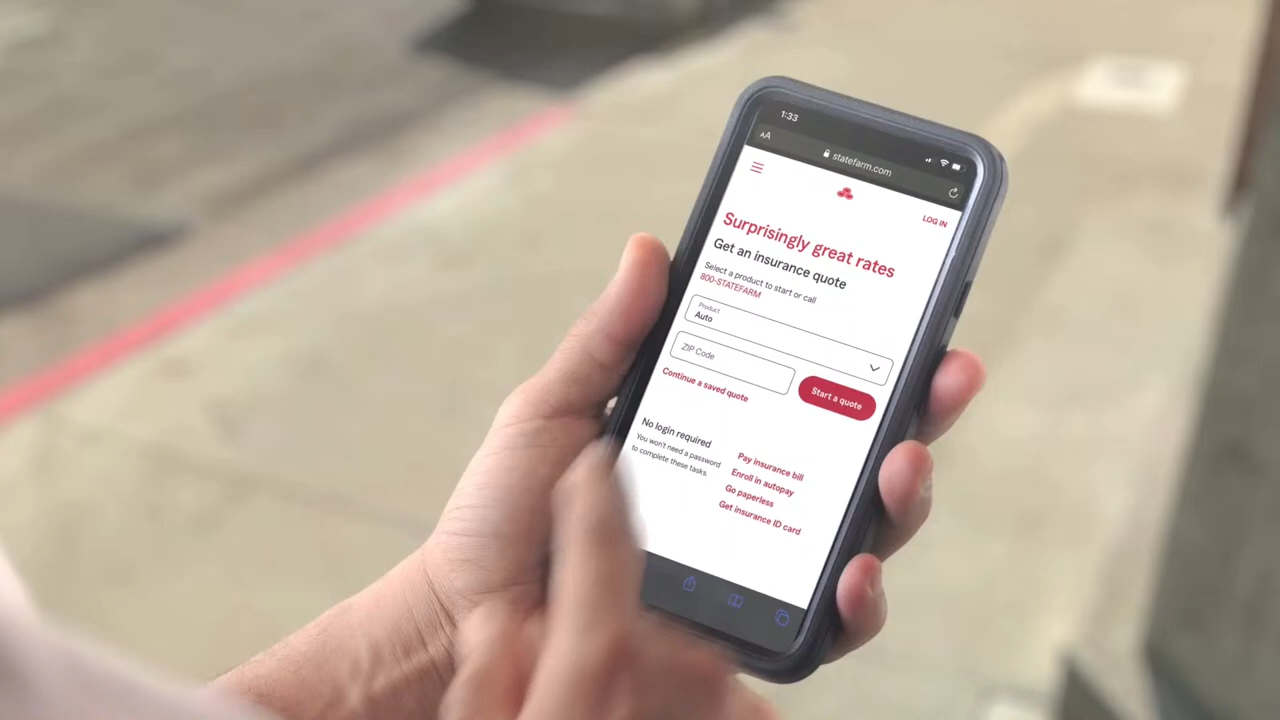 1:33
AA
statefarm.com
LOG IN
Surprisingly great rates
Get an insurance quote
Select a product to start or call
800-STATEFARM
Product
Auto
ZIP Code
Start a quote
Continue a saved quote
No login required
You won't need a password
to complete these tasks.
Pay insurance bill
Enroll in autopay
Go paperless
Get insurance ID card